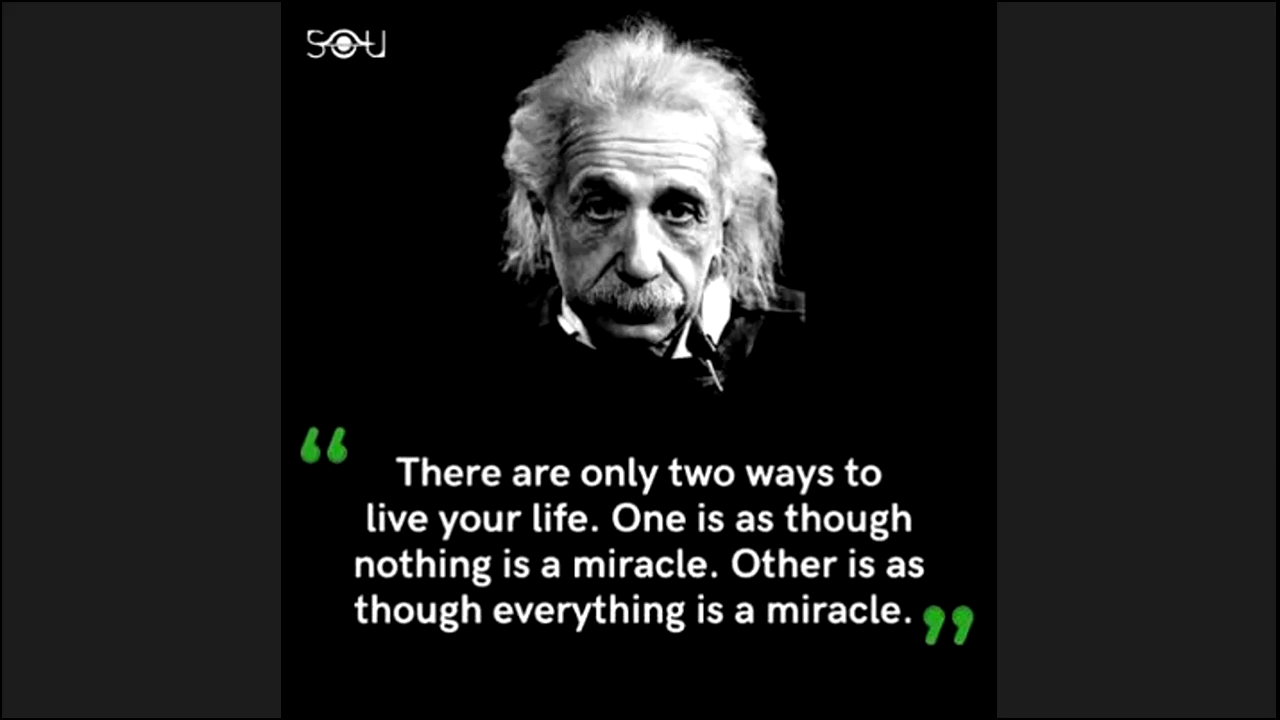 SOU
“ There are only two ways to
live your life. One is as though
nothing is a miracle. Other is as
though everything is a miracle. ”